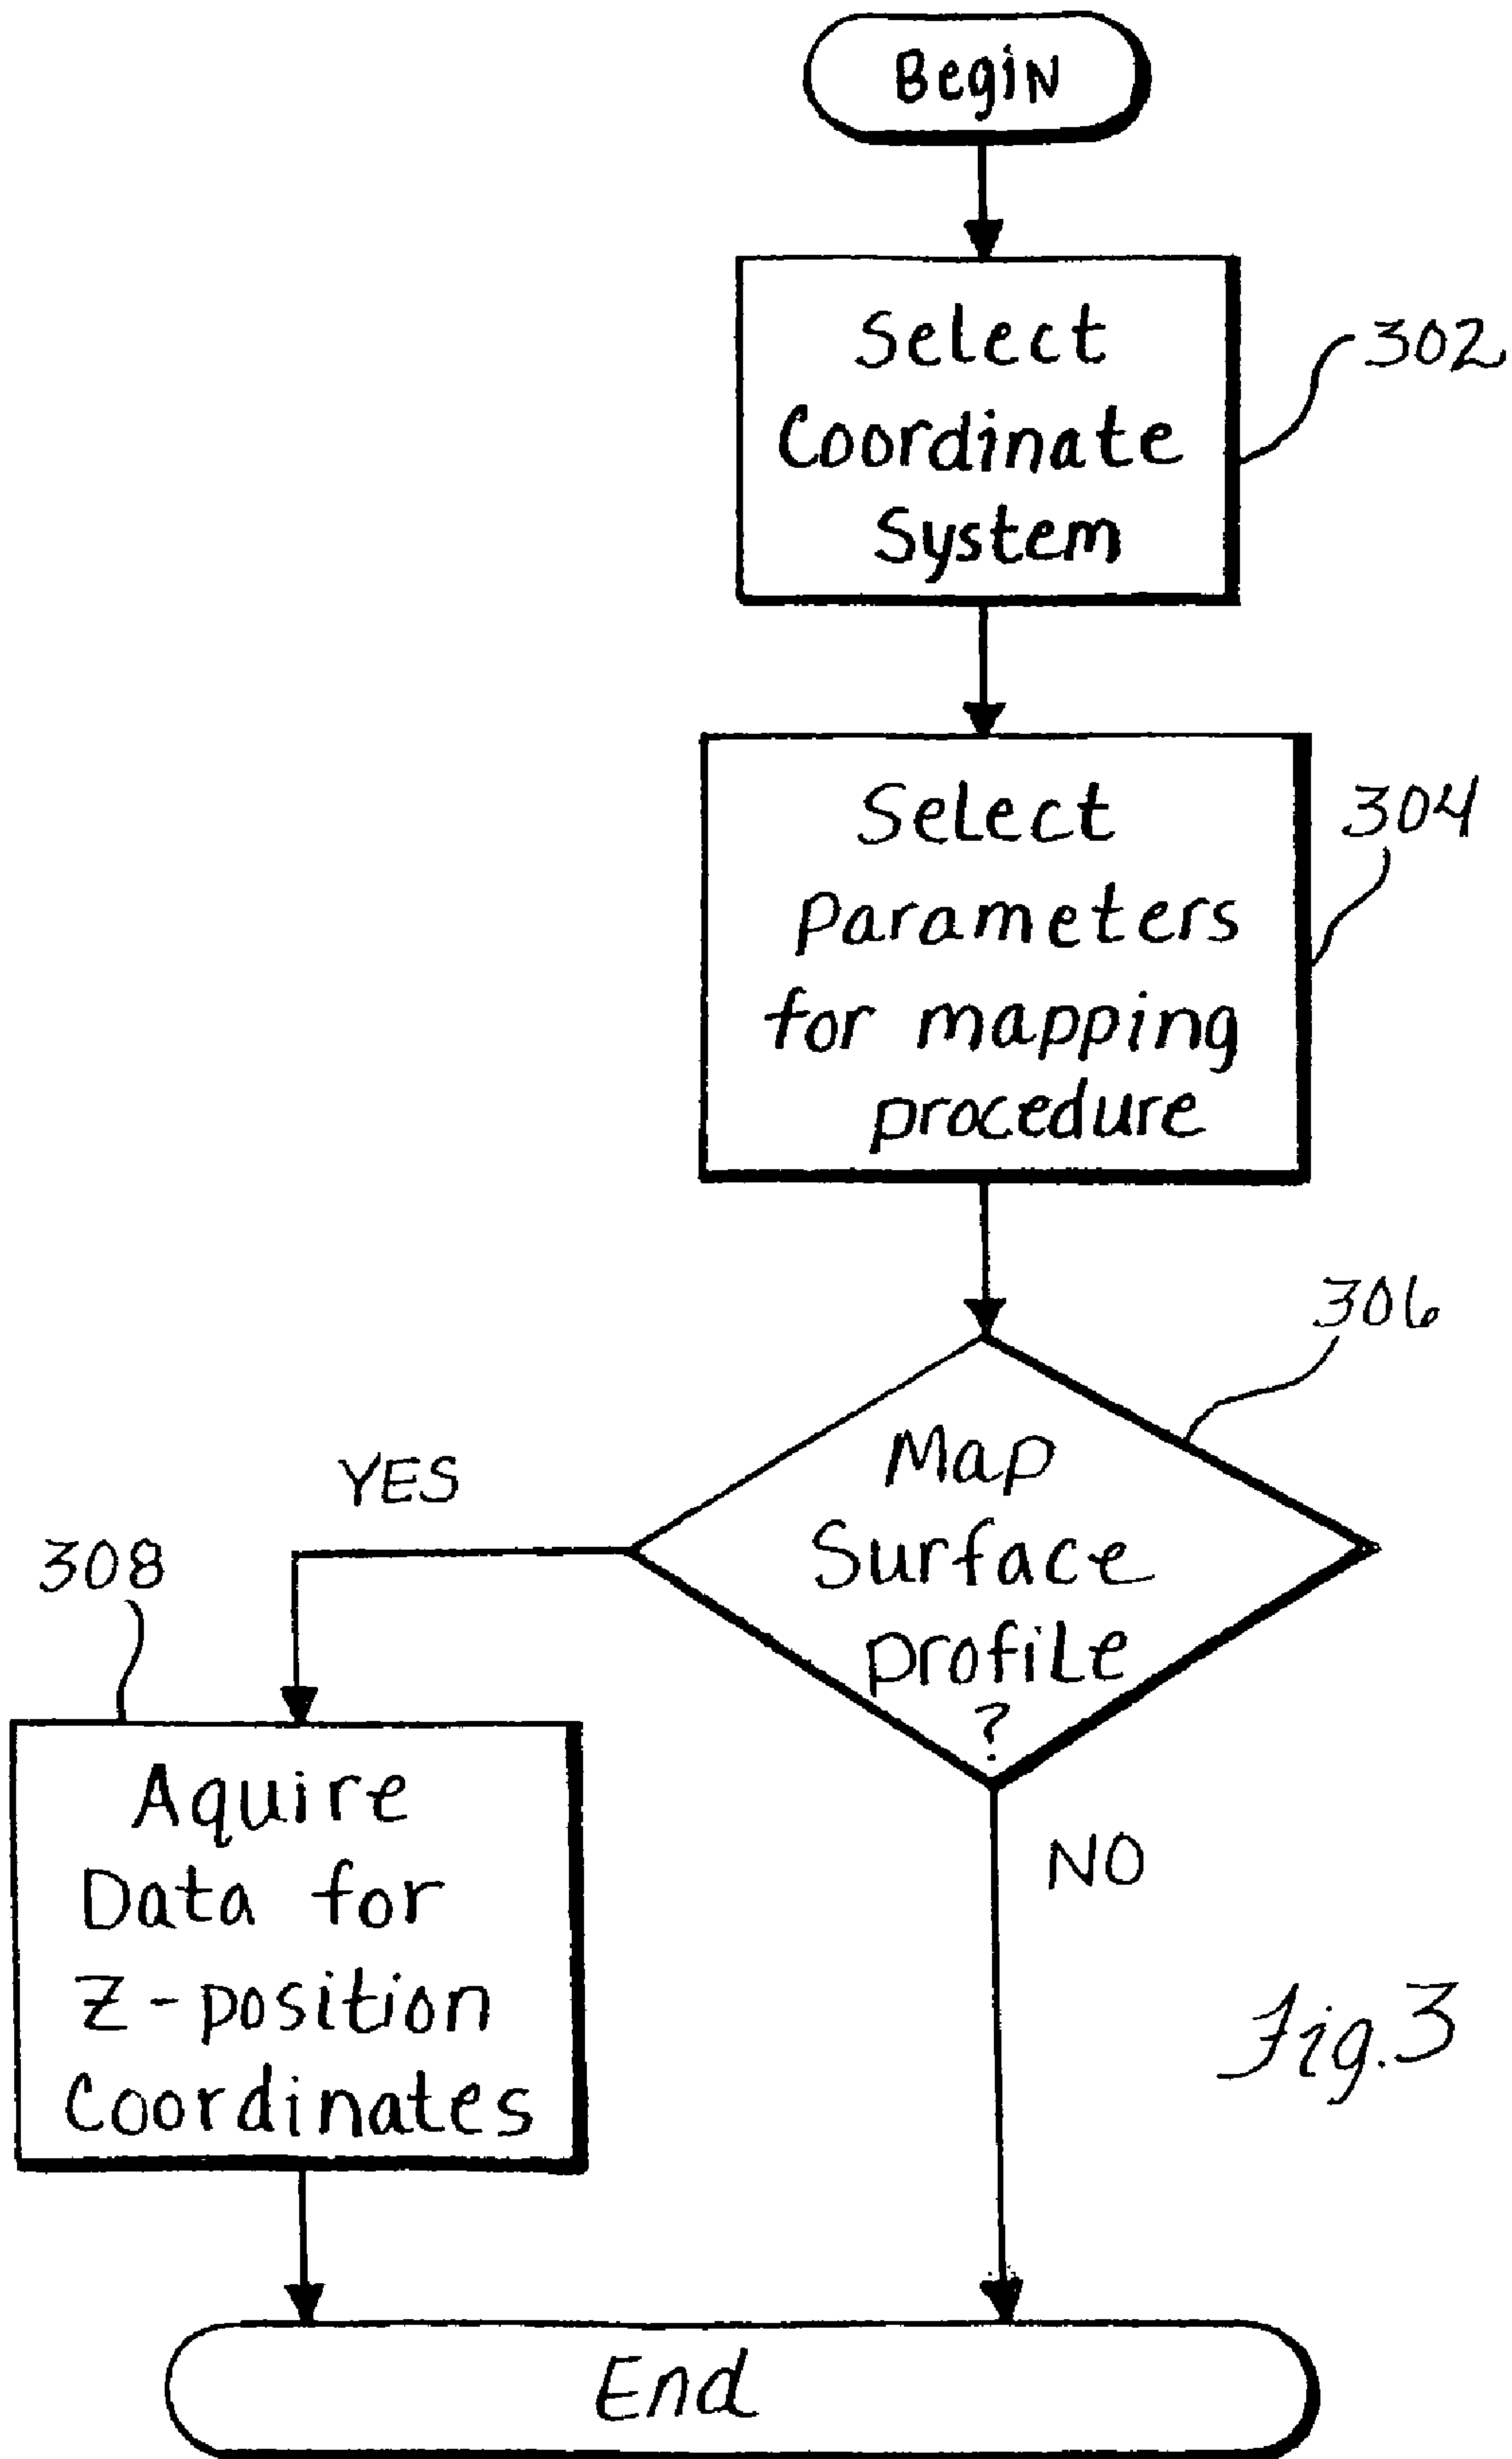 Begin
Select
Coordinate
System
302
Select
Parameters
for mapping
procedure
304
306
Map
Surface
profile
?
YES
308
Aquire
Data for
Z-position
Coordinates
NO
Fig. 3
End